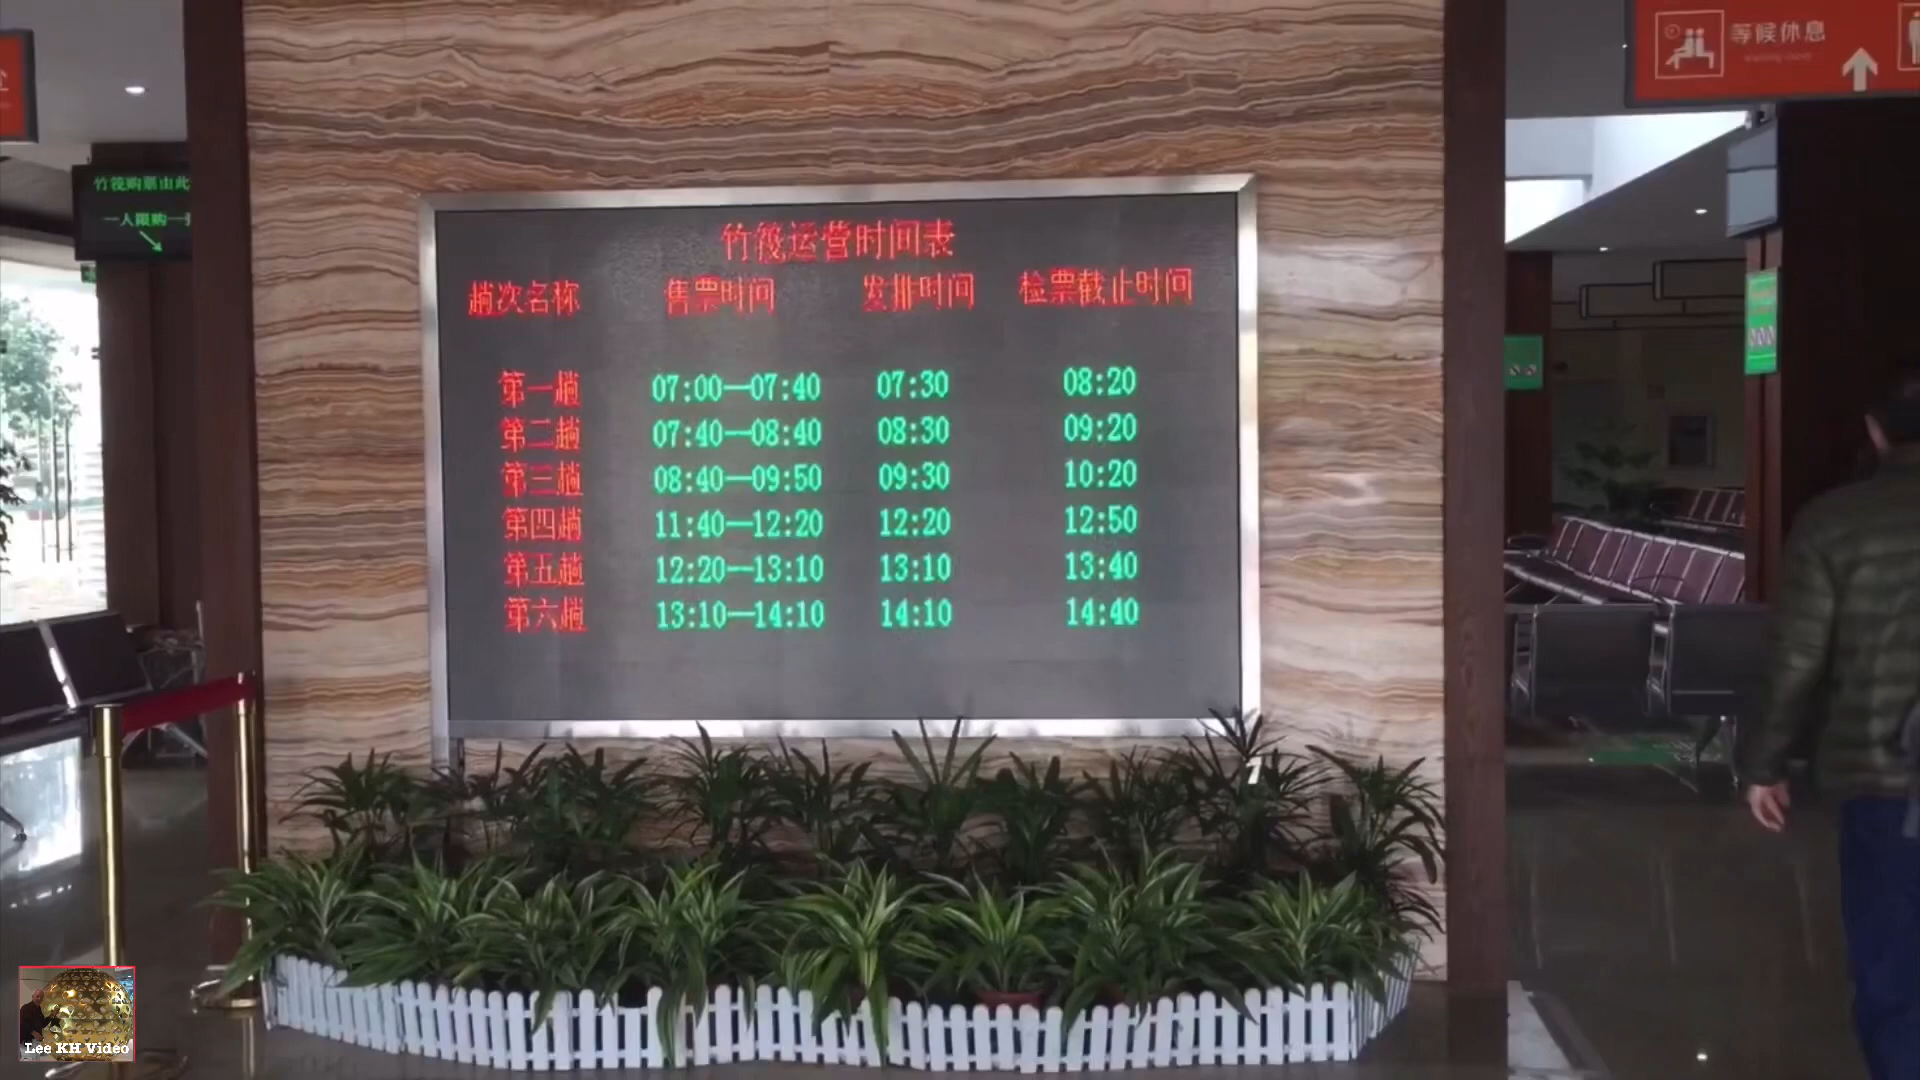 等候休息
竹筏购票由此
一人限购一
竹筏运营时间表
趟次名称 售票时间 发排时间 检票截止时间
第一趟 07:00—07:40 07:30 08:20
第二趟 07:40—08:40 08:30 09:20
第三趟 08:40—09:50 09:30 10:20
第四趟 11:40—12:20 12:20 12:50
第五趟 12:20—13:10 13:10 13:40
第六趟 13:10—14:10 14:10 14:40
Lee KH Video